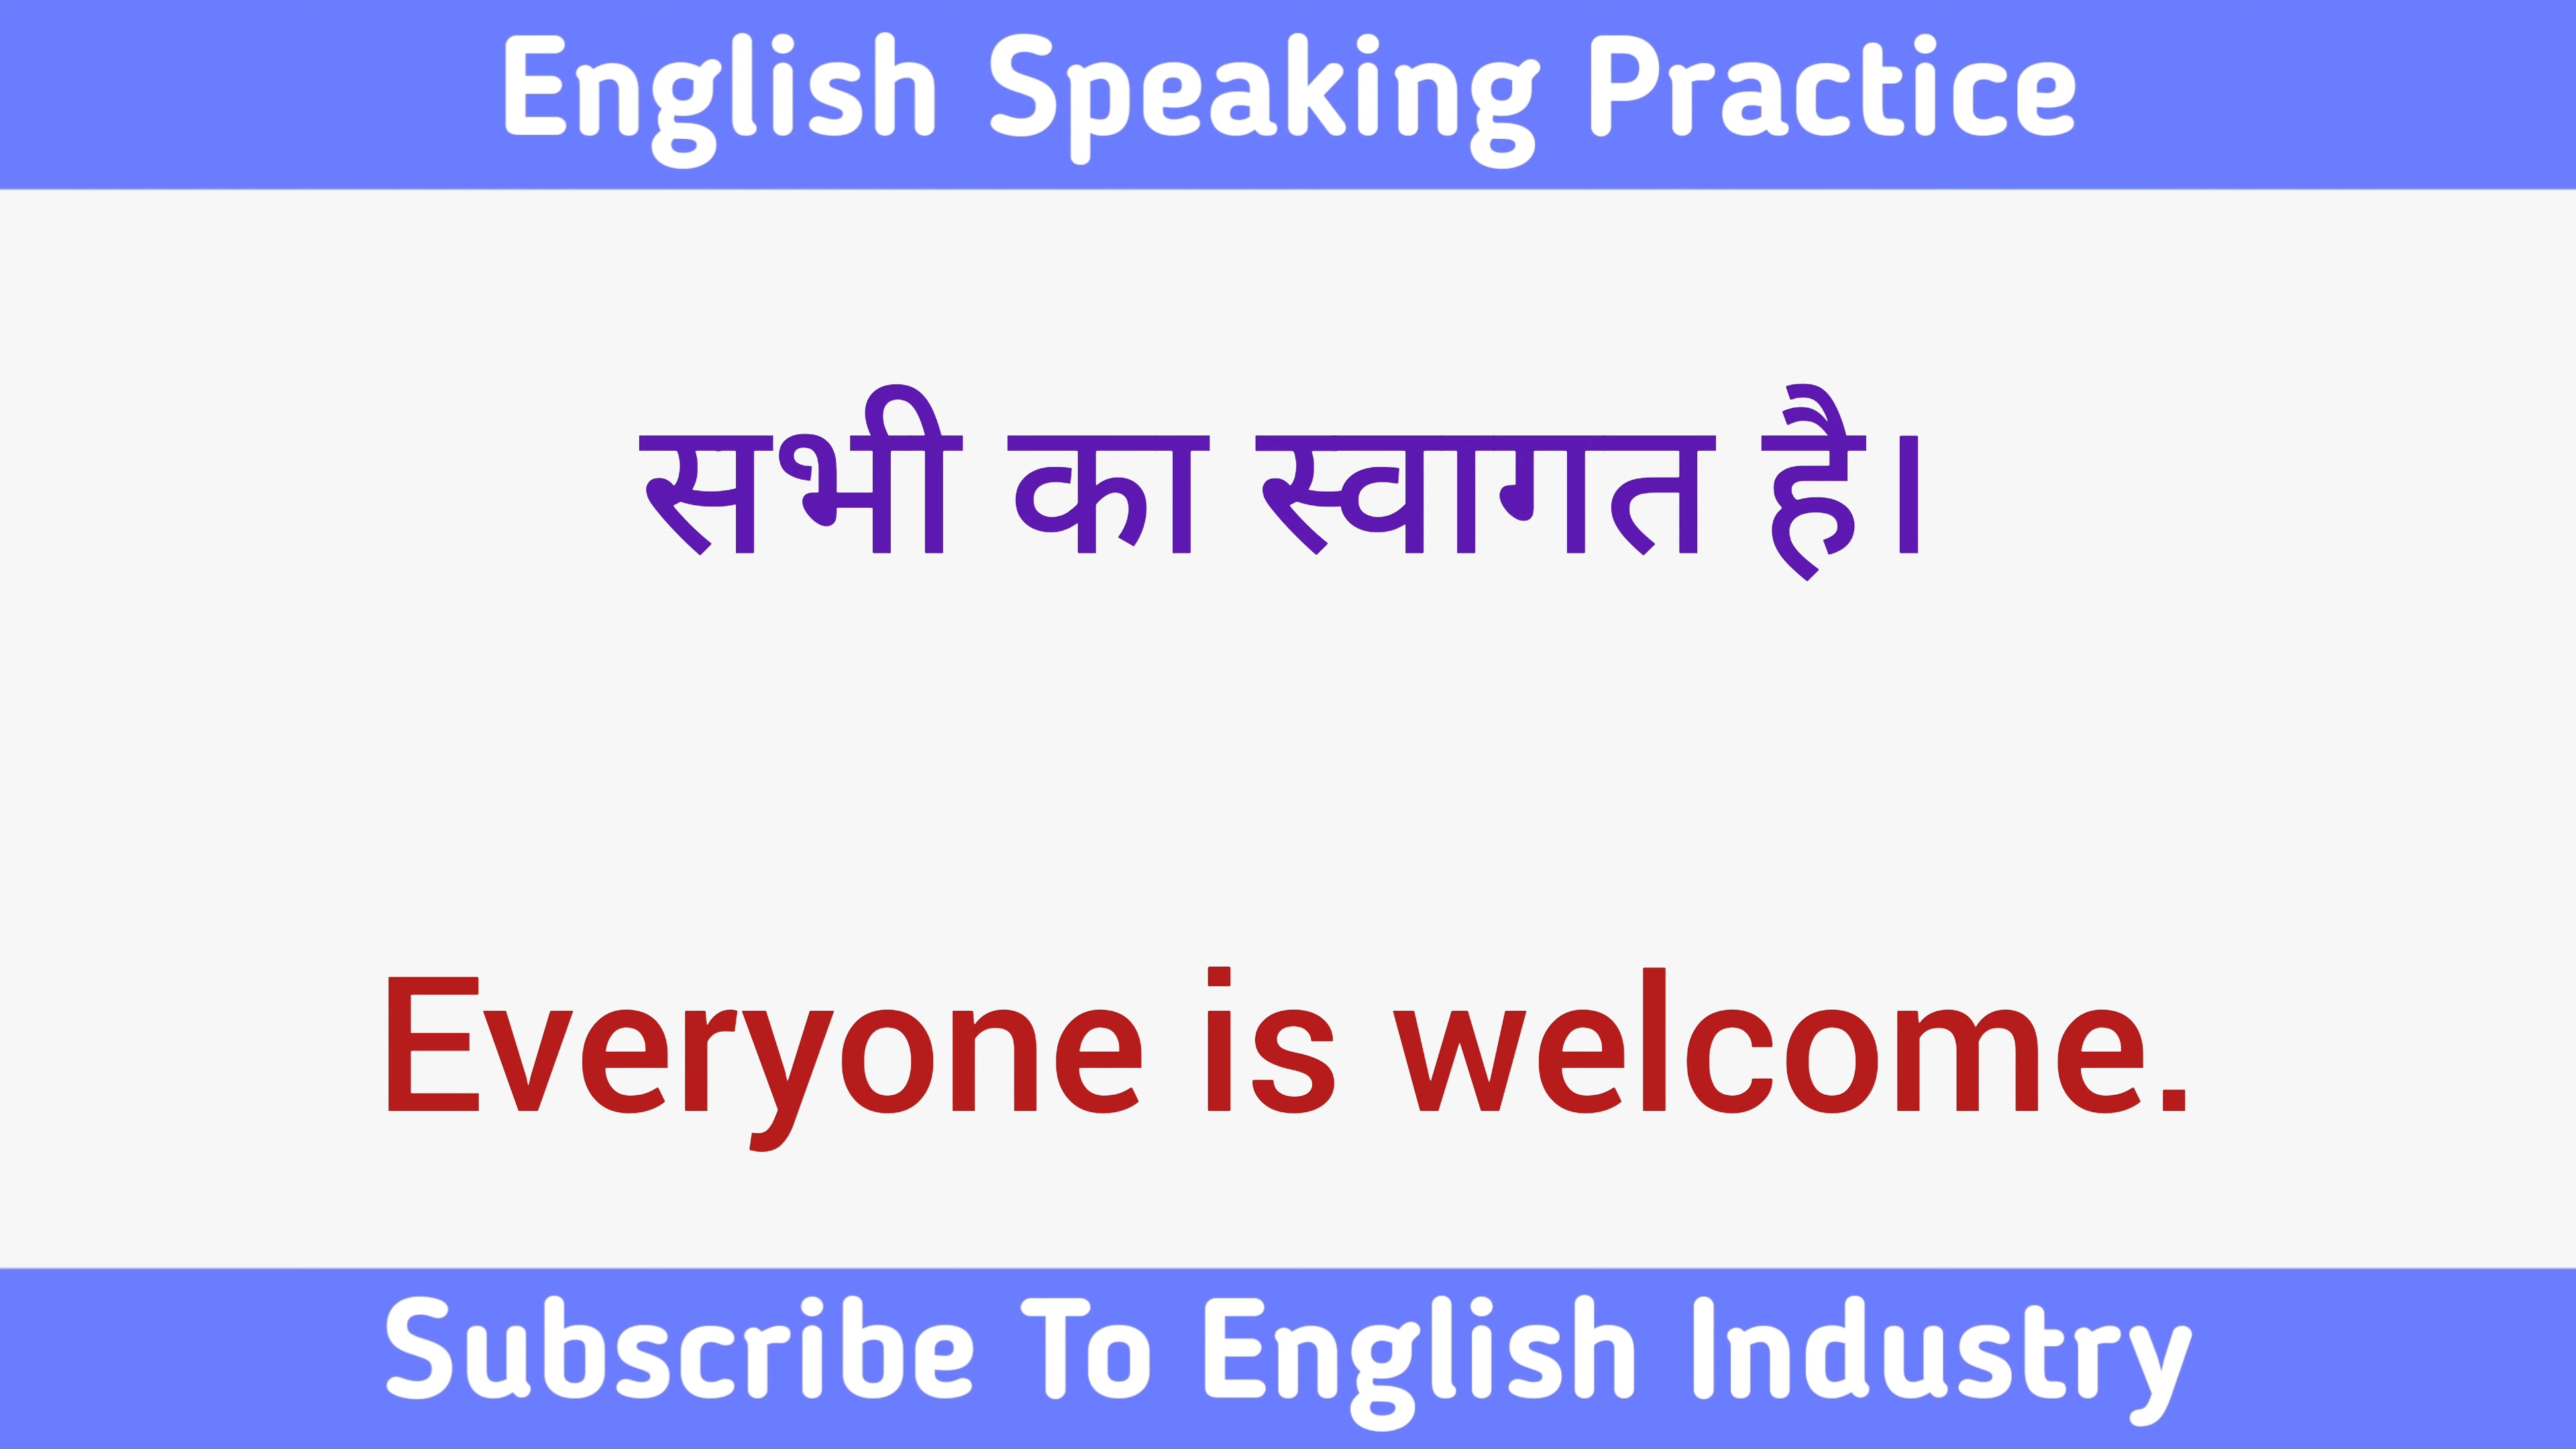 English Speaking Practice
सभी का स्वागत है।
Everyone is welcome.
Subscribe To English Industry